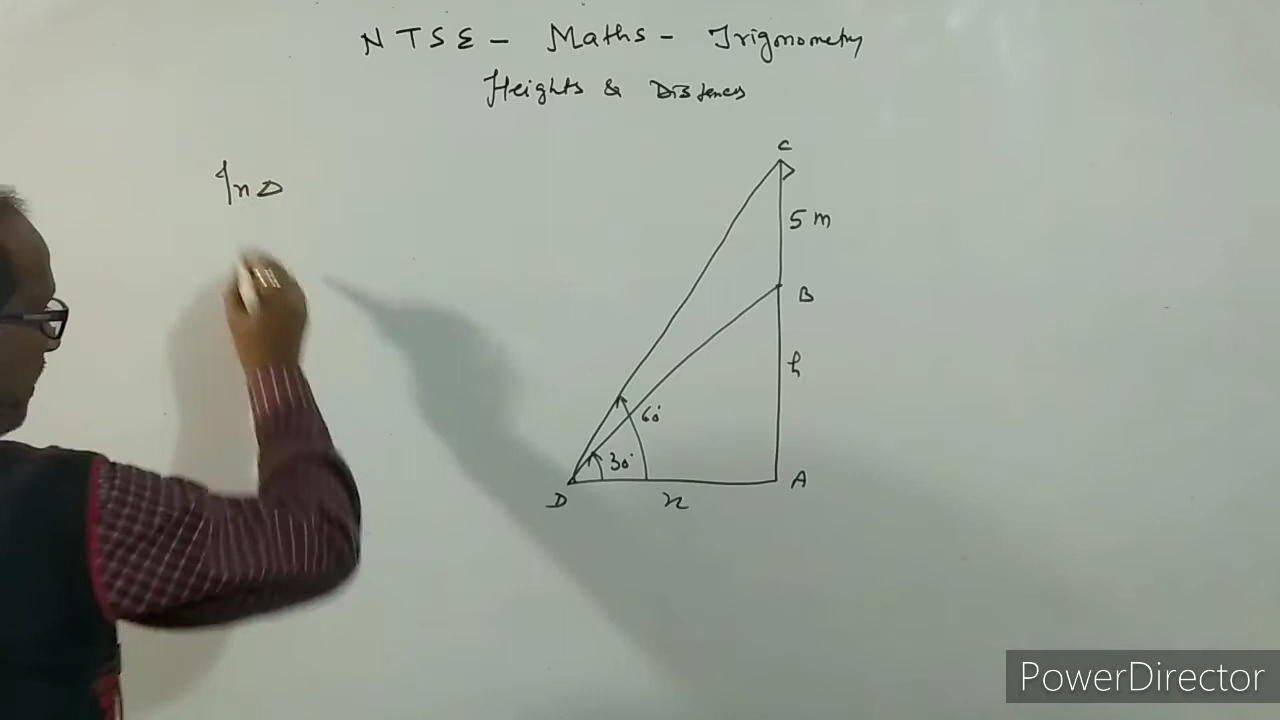 NTSE - Maths - Trigonometry
Heights & Distances
In Δ
C
5 m
B
h
60°
30°
D
x
A
PowerDirector